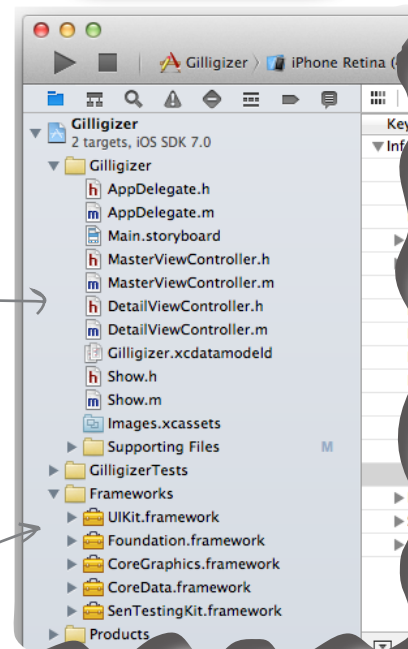 Gilligizer
iPhone Retina (
Gilligizer
2 targets, iOS SDK 7.0
Gilligizer
h AppDelegate.h
m AppDelegate.m
Main.storyboard
h MasterViewController.h
m MasterViewController.m
h DetailViewController.h
m DetailViewController.m
Gilligizer.xcdatamodeld
h Show.h
m Show.m
Images.xcassets
Supporting Files M
GilligizerTests
Frameworks
UIKit.framework
Foundation.framework
CoreGraphics.framework
CoreData.framework
SenTestingKit.framework
Products
Key
Inf